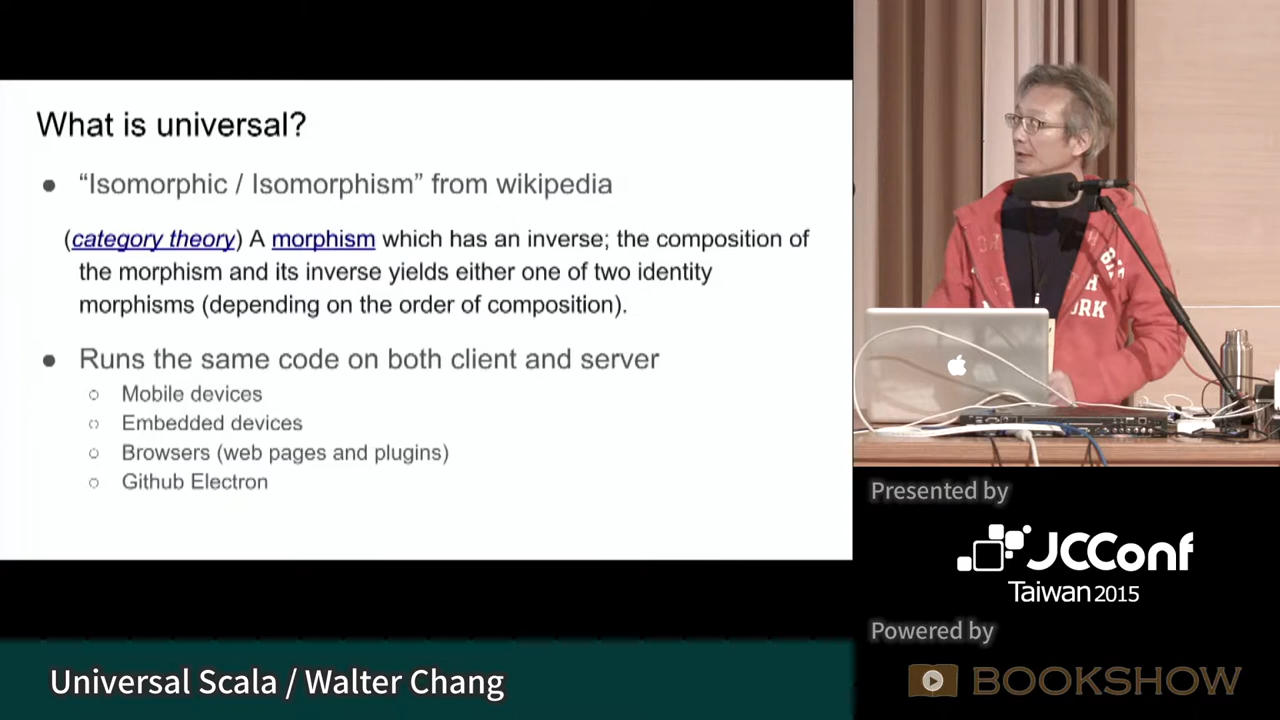 What is universal?
● "Isomorphic / Isomorphism" from wikipedia
(category theory) A morphism which has an inverse; the composition of
the morphism and its inverse yields either one of two identity
morphisms (depending on the order of composition).
● Runs the same code on both client and server
○ Mobile devices
○ Embedded devices
○ Browsers (web pages and plugins)
○ Github Electron
ORK
Presented by
JCConf
Taiwan 2015
Powered by
BOOKSHOW
Universal Scala / Walter Chang